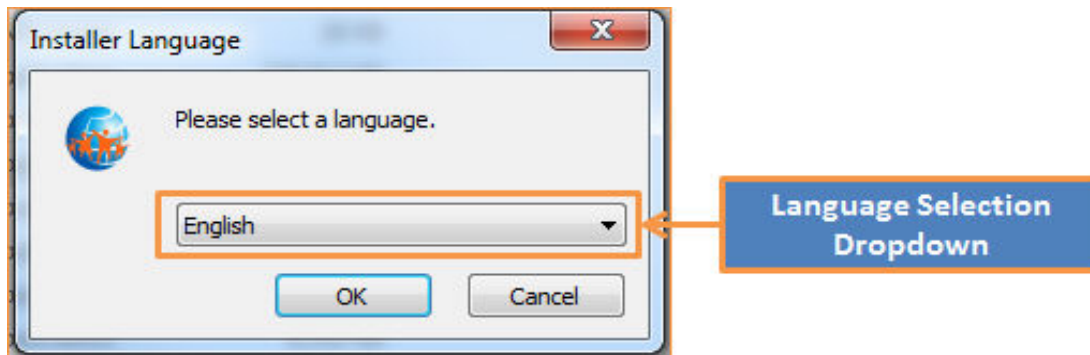 Installer Language
Please select a language.
English
Language Selection
Dropdown
OK
Cancel